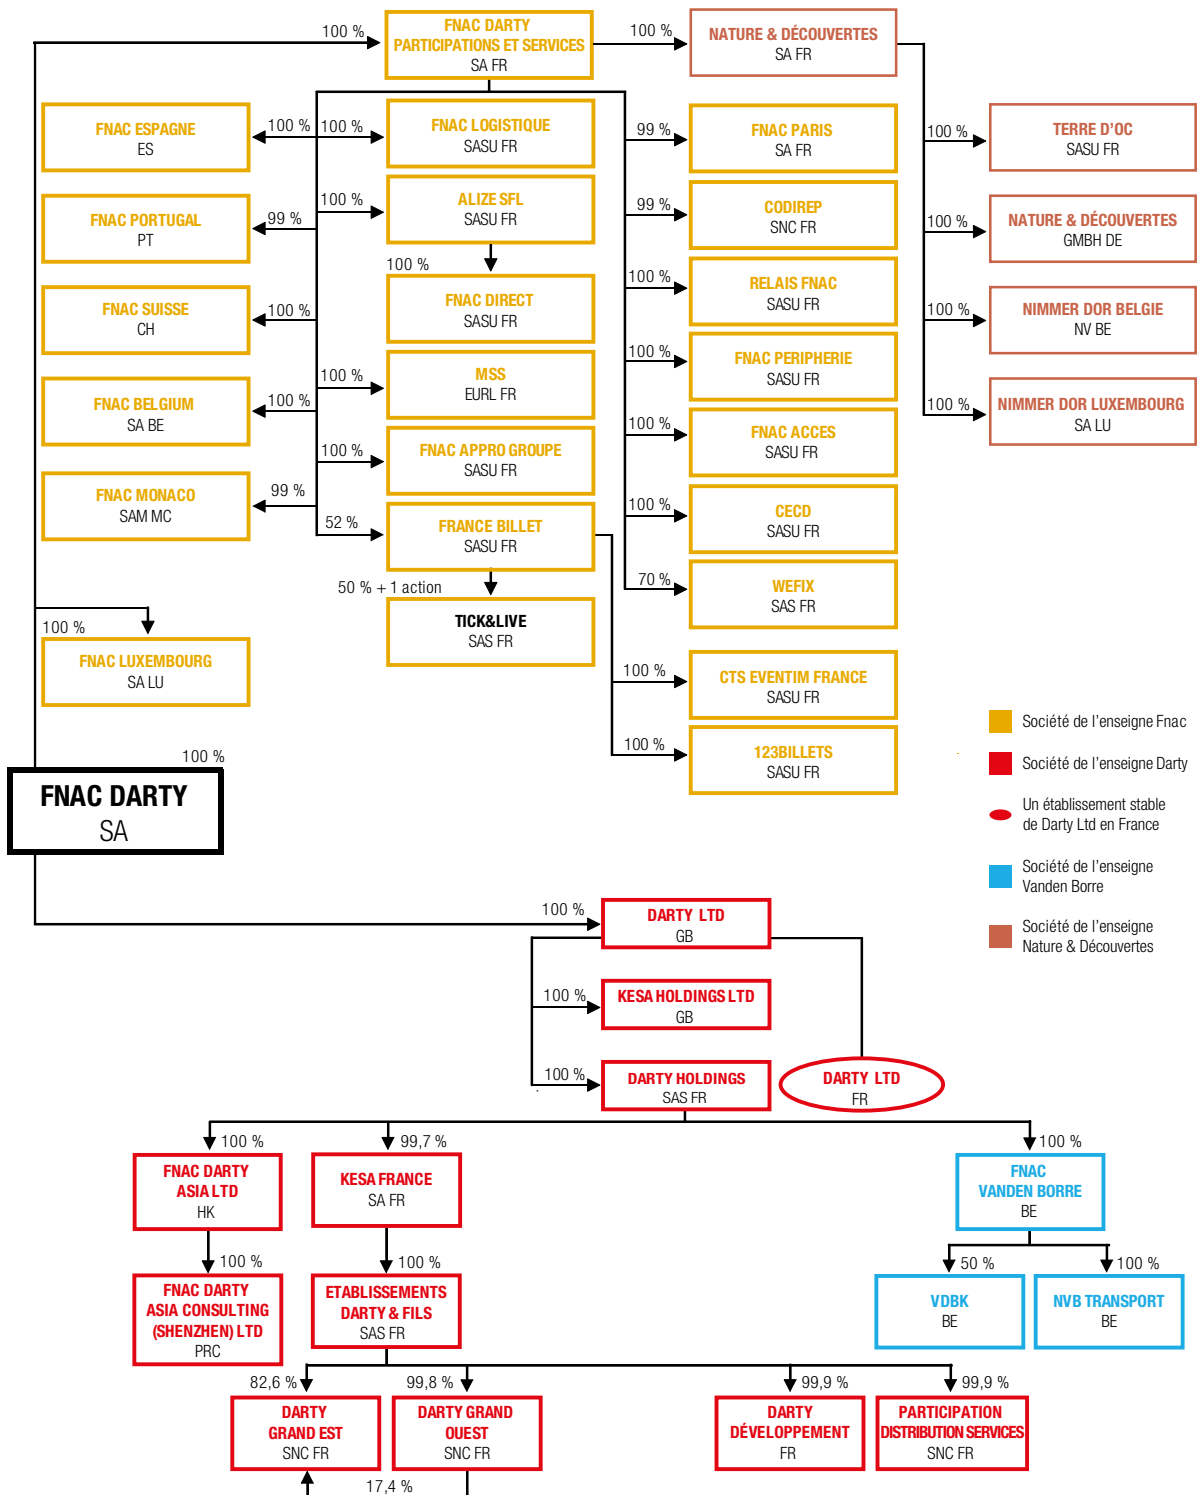 100 %
FNAC DARTY
PARTICIPATIONS ET SERVICES
SA FR
100 %
NATURE & DÉCOUVERTES
SA FR
FNAC ESPAGNE
ES
100 %
100 %
FNAC LOGISTIQUE
SASU FR
99 %
FNAC PARIS
SA FR
100 %
TERRE D'OC
SASU FR
FNAC PORTUGAL
PT
99 %
100 %
ALIZE SFL
SASU FR
99 %
CODIREP
SNC FR
100 %
NATURE & DÉCOUVERTES
GMBH DE
100 %
FNAC DIRECT
SASU FR
100 %
RELAIS FNAC
SASU FR
FNAC SUISSE
CH
100 %
100 %
NIMMER DOR BELGIE
NV BE
100 %
MSS
EURL FR
100 %
FNAC PERIPHERIE
SASU FR
FNAC BELGIUM
SA BE
100 %
100 %
FNAC APPRO GROUPE
SASU FR
100 %
FNAC ACCES
SASU FR
100 %
NIMMER DOR LUXEMBOURG
SA LU
FNAC MONACO
SAM MC
99 %
52 %
FRANCE BILLET
SASU FR
100 %
CECD
SASU FR
50 % + 1 action
TICK&LIVE
SAS FR
70 %
WEFIX
SAS FR
100 %
FNAC LUXEMBOURG
SA LU
100 %
CTS EVENTIM FRANCE
SASU FR
100 %
123BILLETS
SASU FR
100 %
FNAC DARTY
SA
Société de l'enseigne Fnac
Société de l'enseigne Darty
Un établissement stable
de Darty Ltd en France
Société de l'enseigne
Vanden Borre
Société de l'enseigne
Nature & Découvertes
100 %
DARTY LTD
GB
100 %
KESA HOLDINGS LTD
GB
100 %
DARTY HOLDINGS
SAS FR
DARTY LTD
FR
100 %
FNAC DARTY
ASIA LTD
HK
99,7 %
KESA FRANCE
SA FR
100 %
FNAC
VANDEN BORRE
BE
100 %
FNAC DARTY
ASIA CONSULTING
(SHENZHEN) LTD
PRC
100 %
ETABLISSEMENTS
DARTY & FILS
SAS FR
50 %
VDBK
BE
100 %
NVB TRANSPORT
BE
82,6 %
DARTY
GRAND EST
SNC FR
99,8 %
DARTY GRAND
OUEST
SNC FR
99,9 %
DARTY
DÉVELOPPEMENT
FR
99,9 %
PARTICIPATION
DISTRIBUTION SERVICES
SNC FR
17,4 %